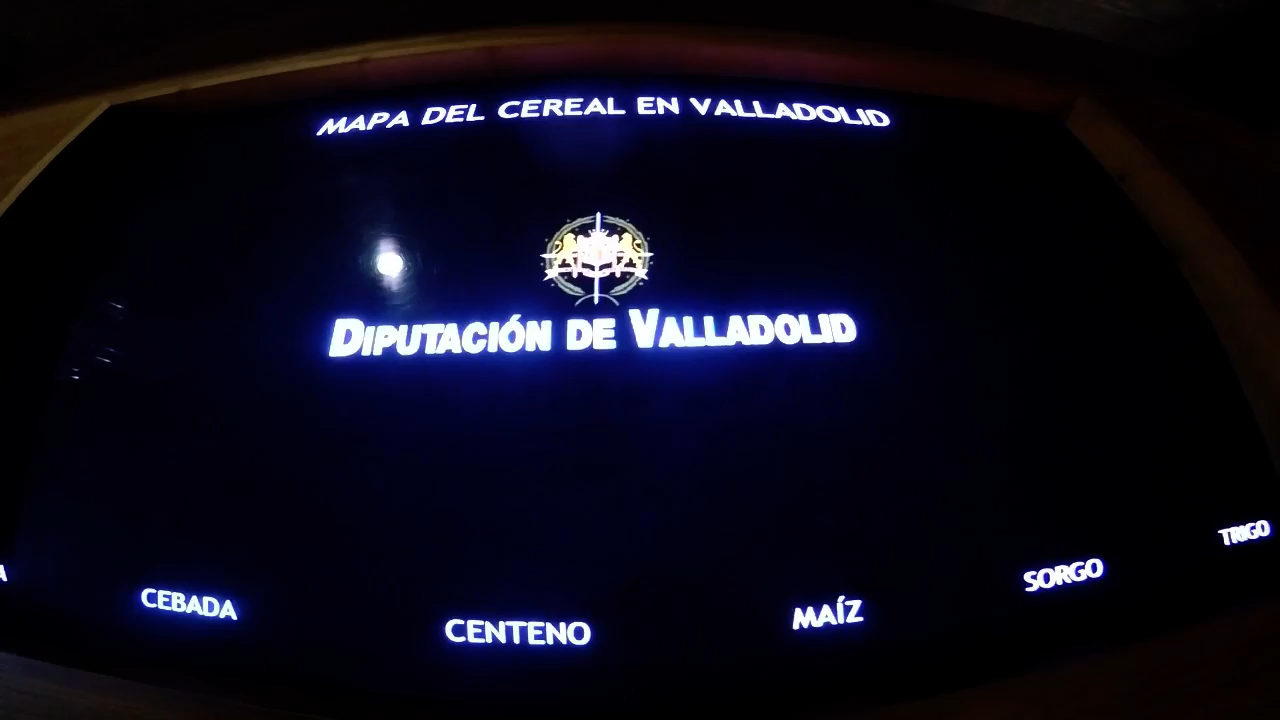 MAPA DEL CEREAL EN VALLADOLID
DIPUTACIÓN DE VALLADOLID
CEBADA
CENTENO
MAÍZ
SORGO
TRIGO